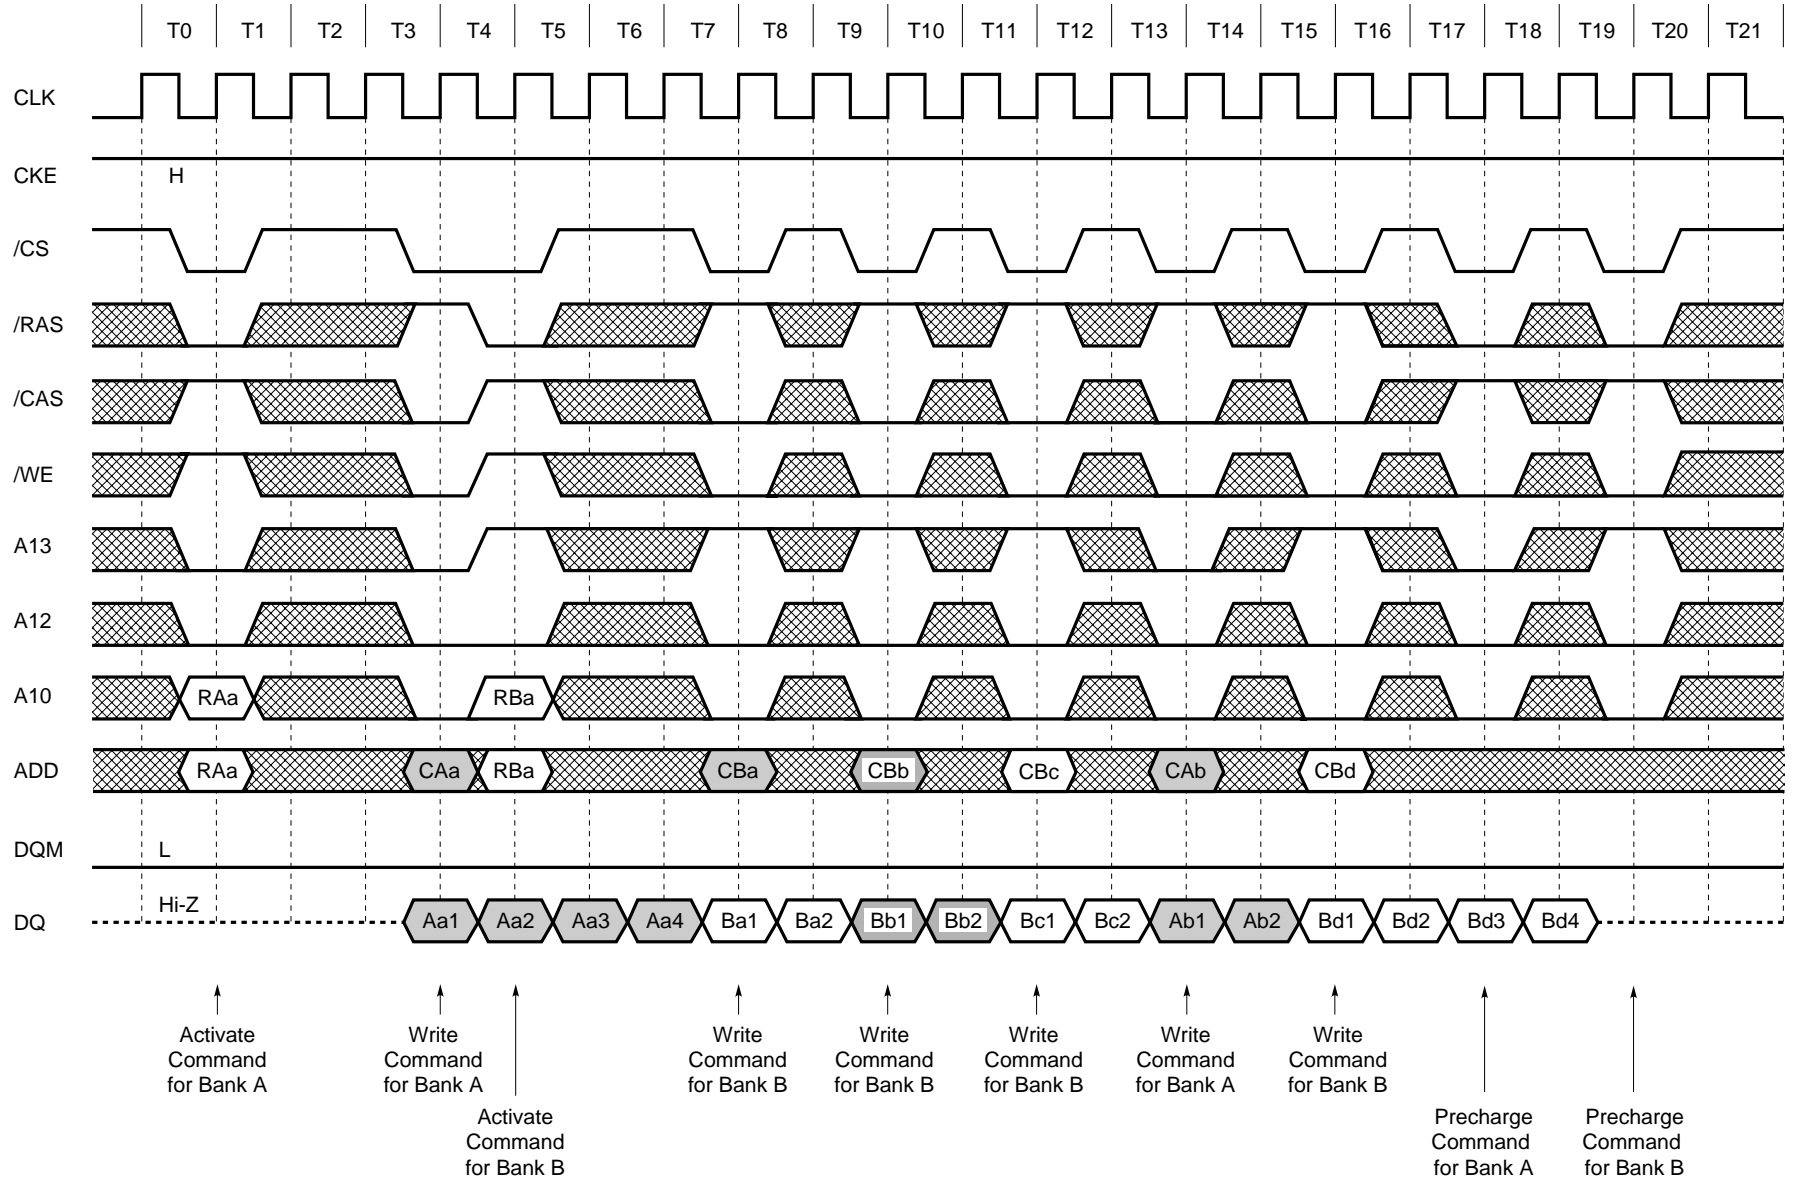 T0 T1 T2 T3 T4 T5 T6 T7 T8 T9 T10 T11 T12 T13 T14 T15 T16 T17 T18 T19 T20 T21
CLK
CKE H
/CS
/RAS
/CAS
/WE
A13
A12
A10 RAa RBa
ADD RAa CAa RBa CBa CBb CBc CAb CBd
DQM L
Hi-Z
DQ Aa1 Aa2 Aa3 Aa4 Ba1 Ba2 Bb1 Bb2 Bc1 Bc2 Ab1 Ab2 Bd1 Bd2 Bd3 Bd4
Activate
Command
for Bank A
Write
Command
for Bank A
Activate
Command
for Bank B
Write
Command
for Bank B
Write
Command
for Bank B
Write
Command
for Bank B
Write
Command
for Bank A
Write
Command
for Bank B
Precharge
Command
for Bank A
Precharge
Command
for Bank B